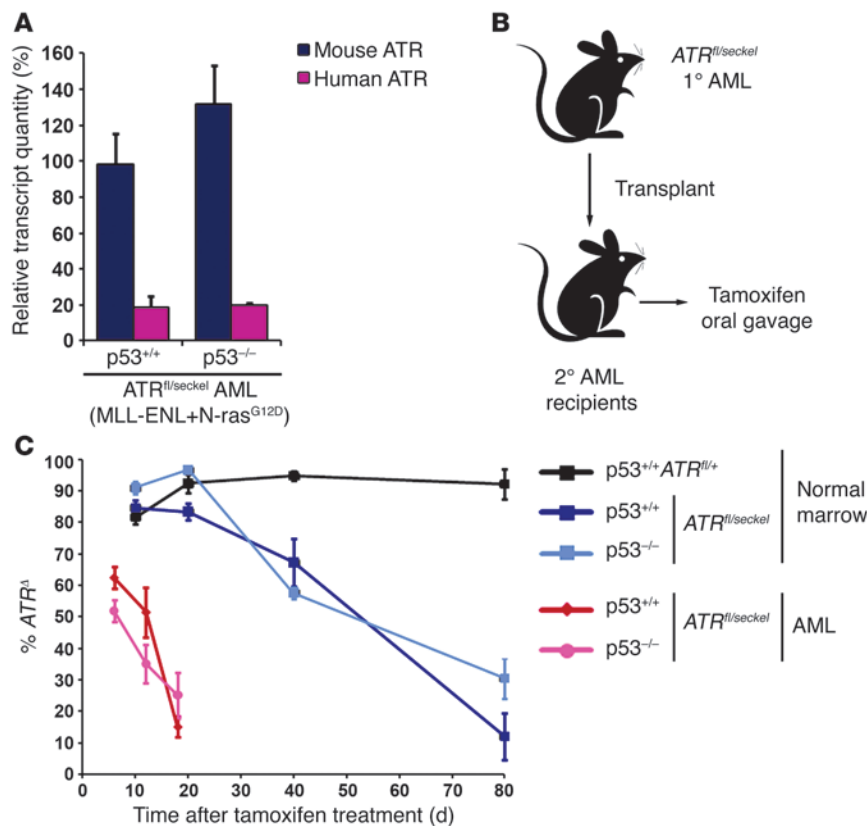 A
Relative transcript quantity (%)
160
140
120
100
80
60
40
20
0
Mouse ATR
Human ATR
p53+/+
p53–/–
ATRfl/seckel AML
(MLL-ENL+N-rasG12D)
B
ATRfl/seckel
1° AML
Transplant
Tamoxifen
oral gavage
2° AML
recipients
C
% ATRΔ
100
90
80
70
60
50
40
30
20
10
0
0
10
20
40
60
80
Time after tamoxifen treatment (d)
p53+/+ATRfl/+
p53+/+
p53–/–
ATRfl/seckel
Normal
marrow
p53+/+
p53–/–
ATRfl/seckel
AML